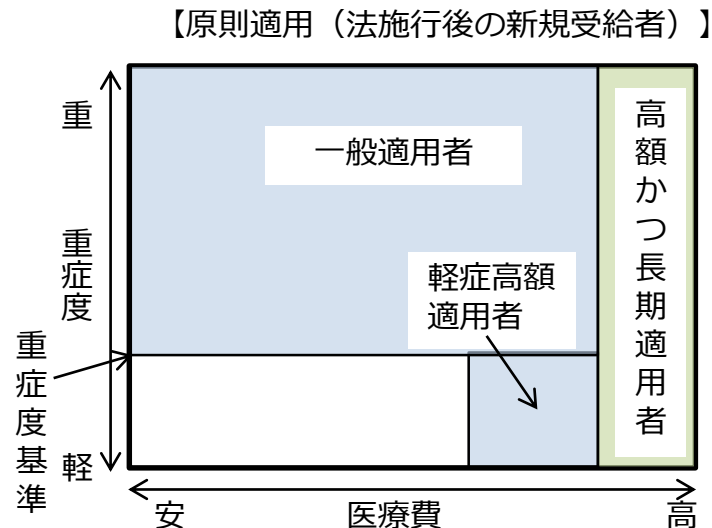 【原則適用（法施行後の新規受給者）】
重
一般適用者
高額かつ長期適用者
重症度
軽症高額
適用者
重症度基準
軽
安
医療費
高